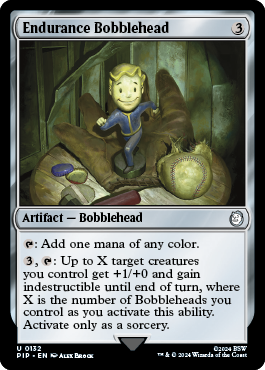 Endurance Bobblehead 3
Artifact — Bobblehead
: Add one mana of any color.
3, : Up to X target creatures
you control get +1/+0 and gain
indestructible until end of turn, where
X is the number of Bobbleheads you
control as you activate this ability.
Activate only as a sorcery.
U 0132 ©2024 BSW
PIP • EN ALEX BROCK ™ & © 2024 Wizards of the Coast